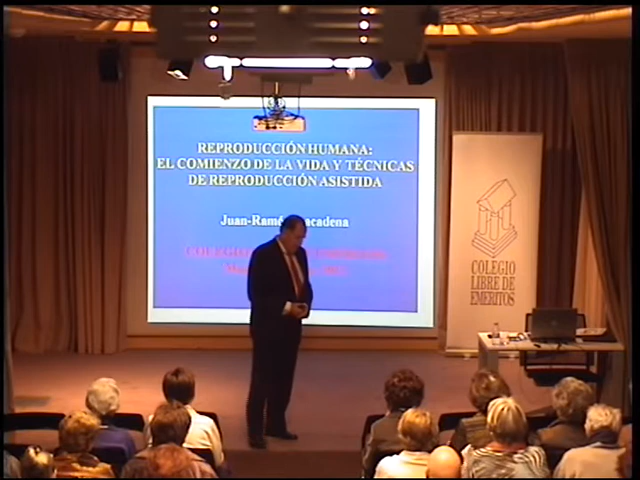 REPRODUCCIÓN HUMANA:
EL COMIENZO DE LA VIDA Y TÉCNICAS
DE REPRODUCCIÓN ASISTIDA
Juan-Ramón
COLEGIO
LIBRE DE
EMÉRITOS